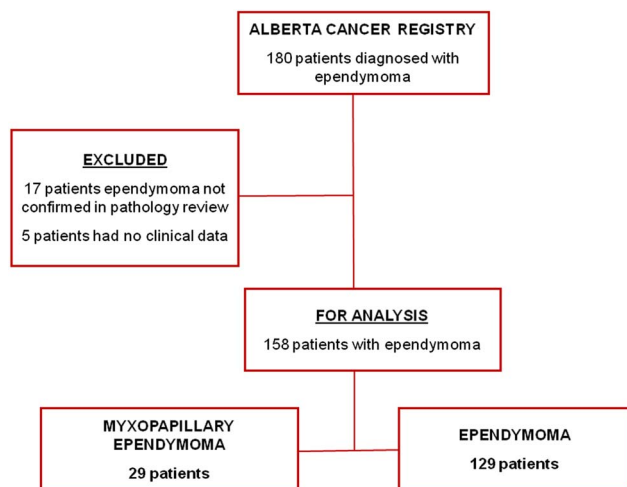 ALBERTA CANCER REGISTRY
180 patients diagnosed with
ependymoma
EXCLUDED
17 patients ependymoma not
confirmed in pathology review
5 patients had no clinical data
FOR ANALYSIS
158 patients with ependymoma
MYXOPAPILLARY
EPENDYMOMA
29 patients
EPENDYMOMA
129 patients